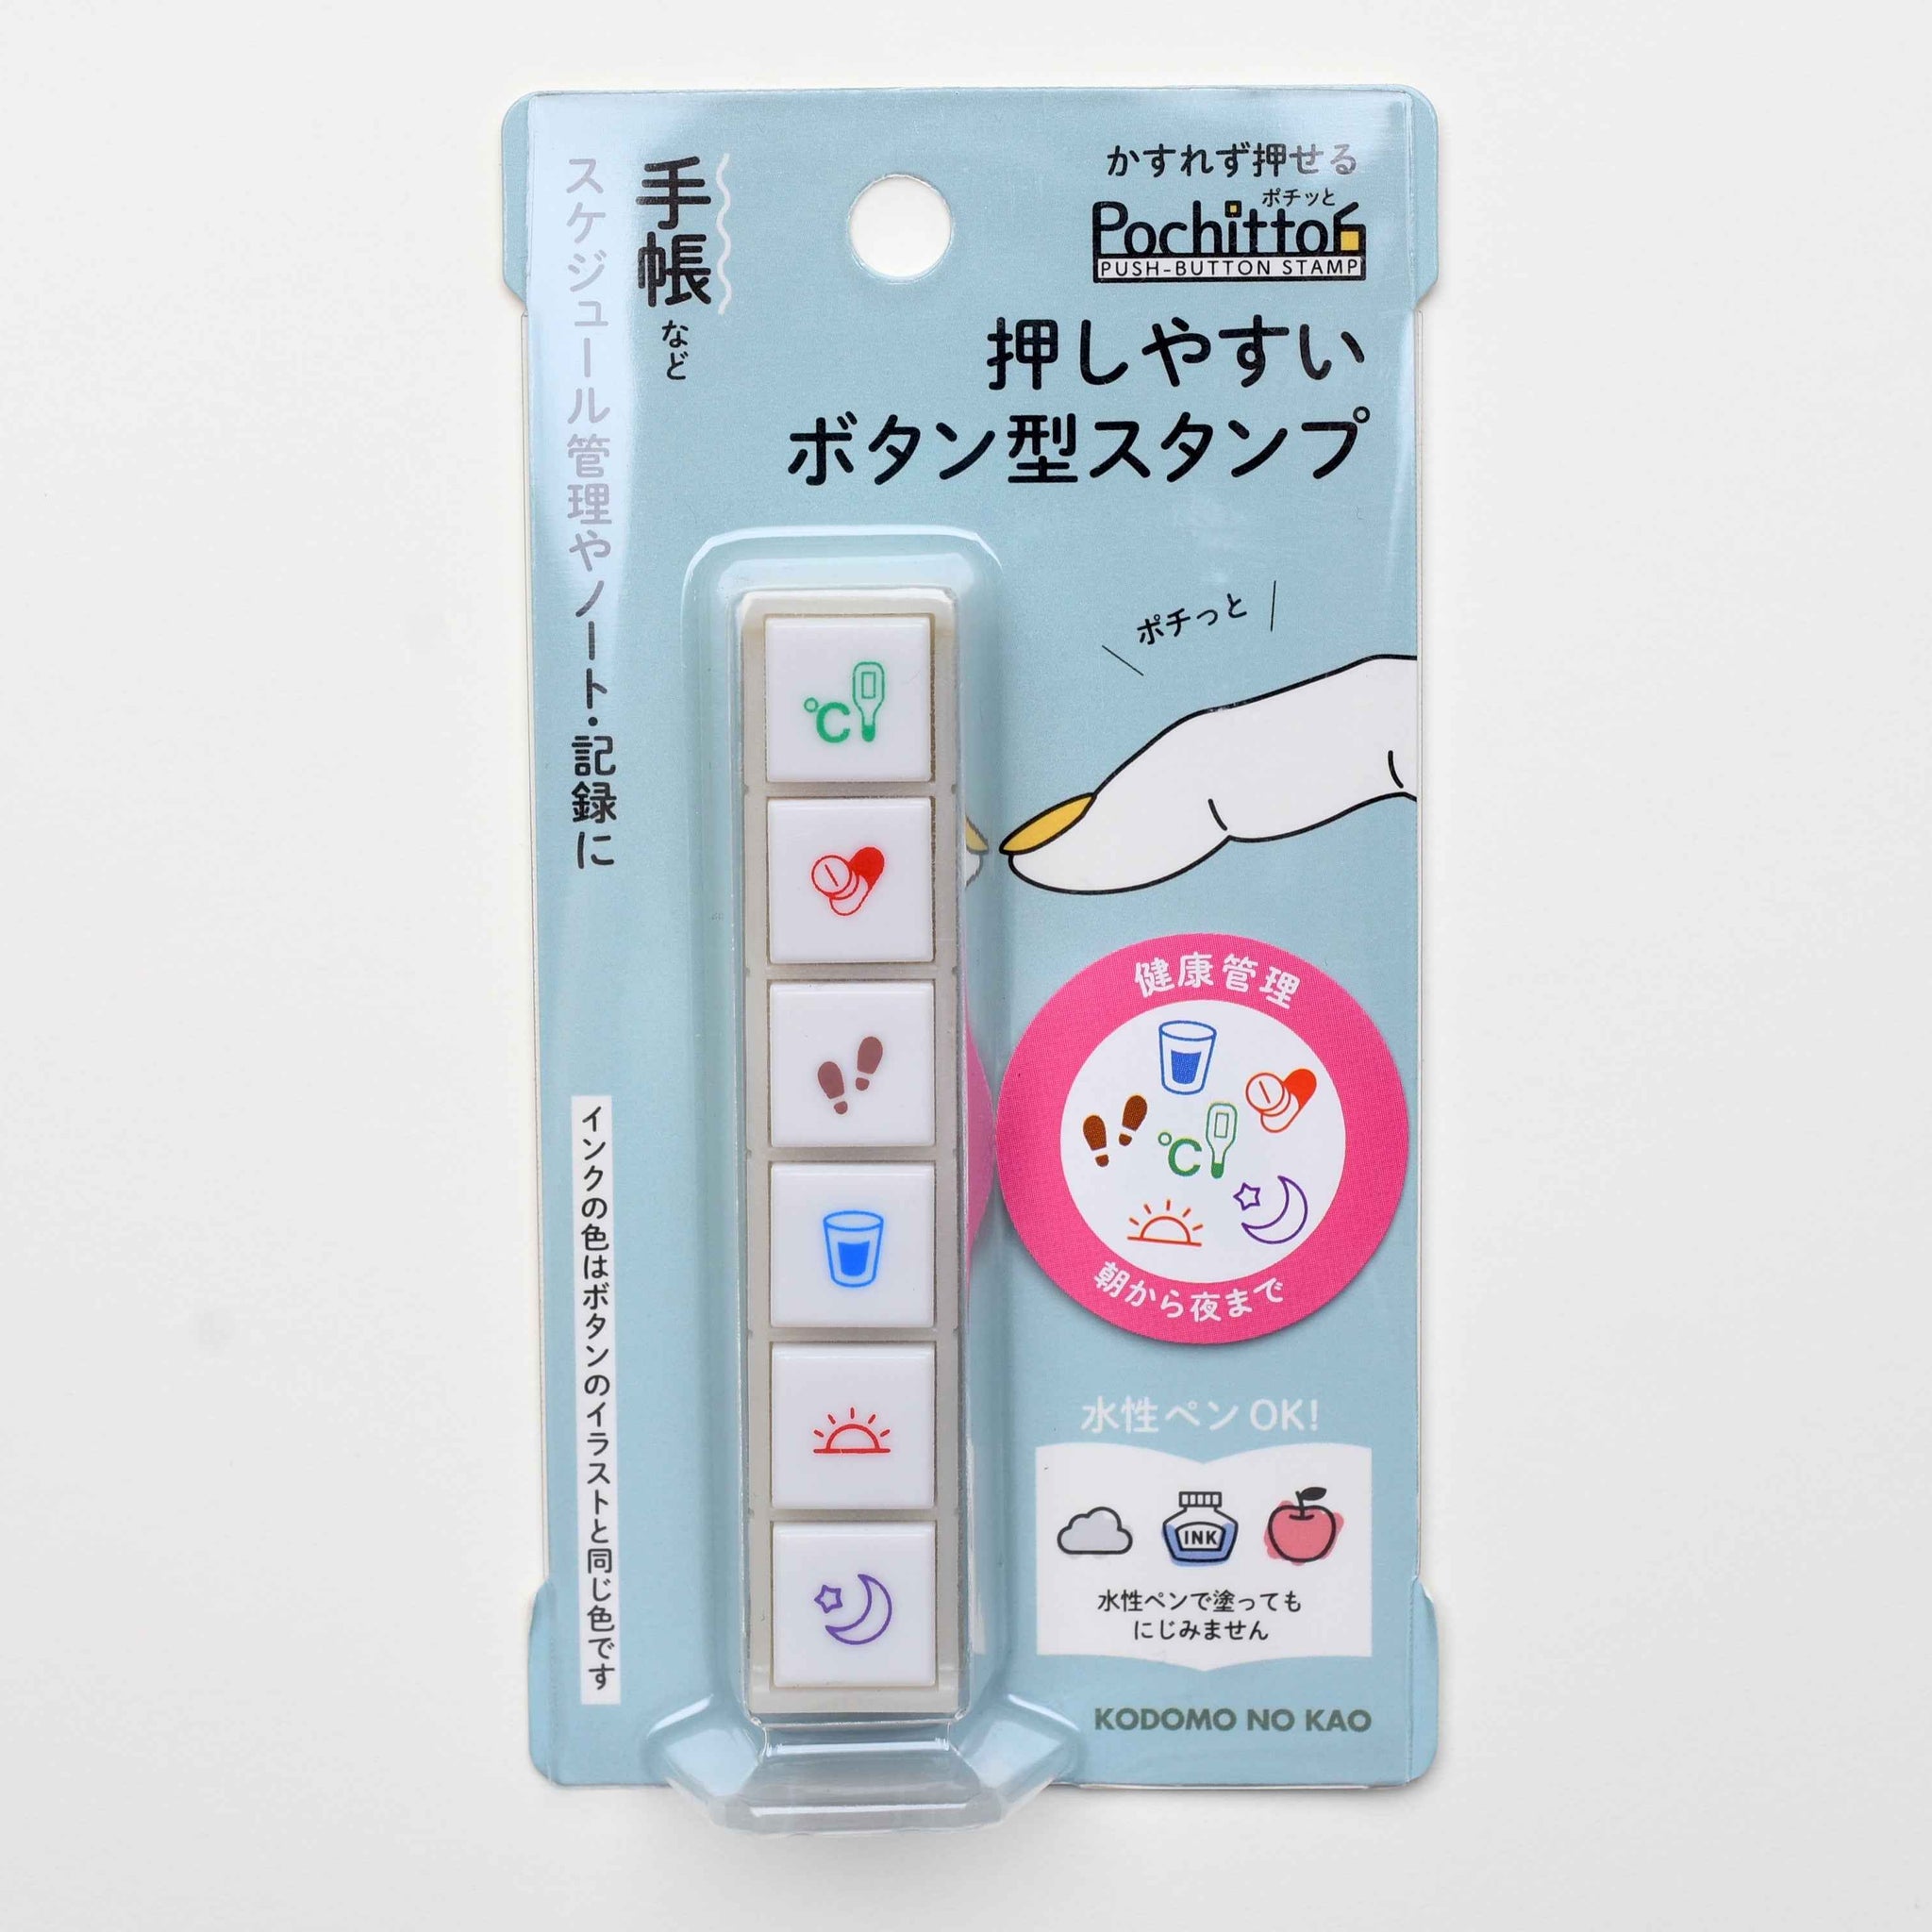 手帳など
スケジュール管理やノート・記録に
かすれず押せる
ポチッと
Pochitto6
PUSH-BUTTON STAMP
押しやすい
ボタン型スタンプ
ポチっと
℃
健康管理
℃
朝から夜まで
インクの色はボタンのイラストと同じ色です
水性ペンOK!
INK
水性ペンで塗っても
にじみません
KODOMO NO KAO